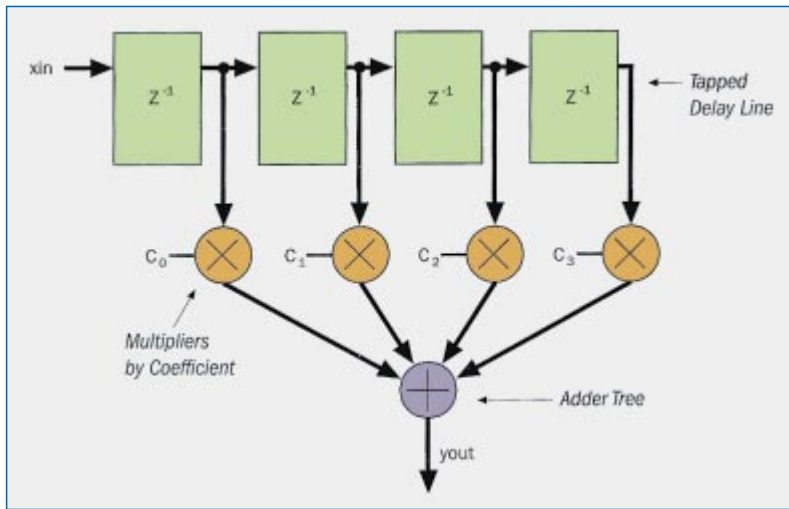 xin
Z⁻¹
Z⁻¹
Z⁻¹
Z⁻¹
Tapped
Delay Line
C₀
C₁
C₂
C₃
Multipliers
by Coefficient
Adder Tree
yout